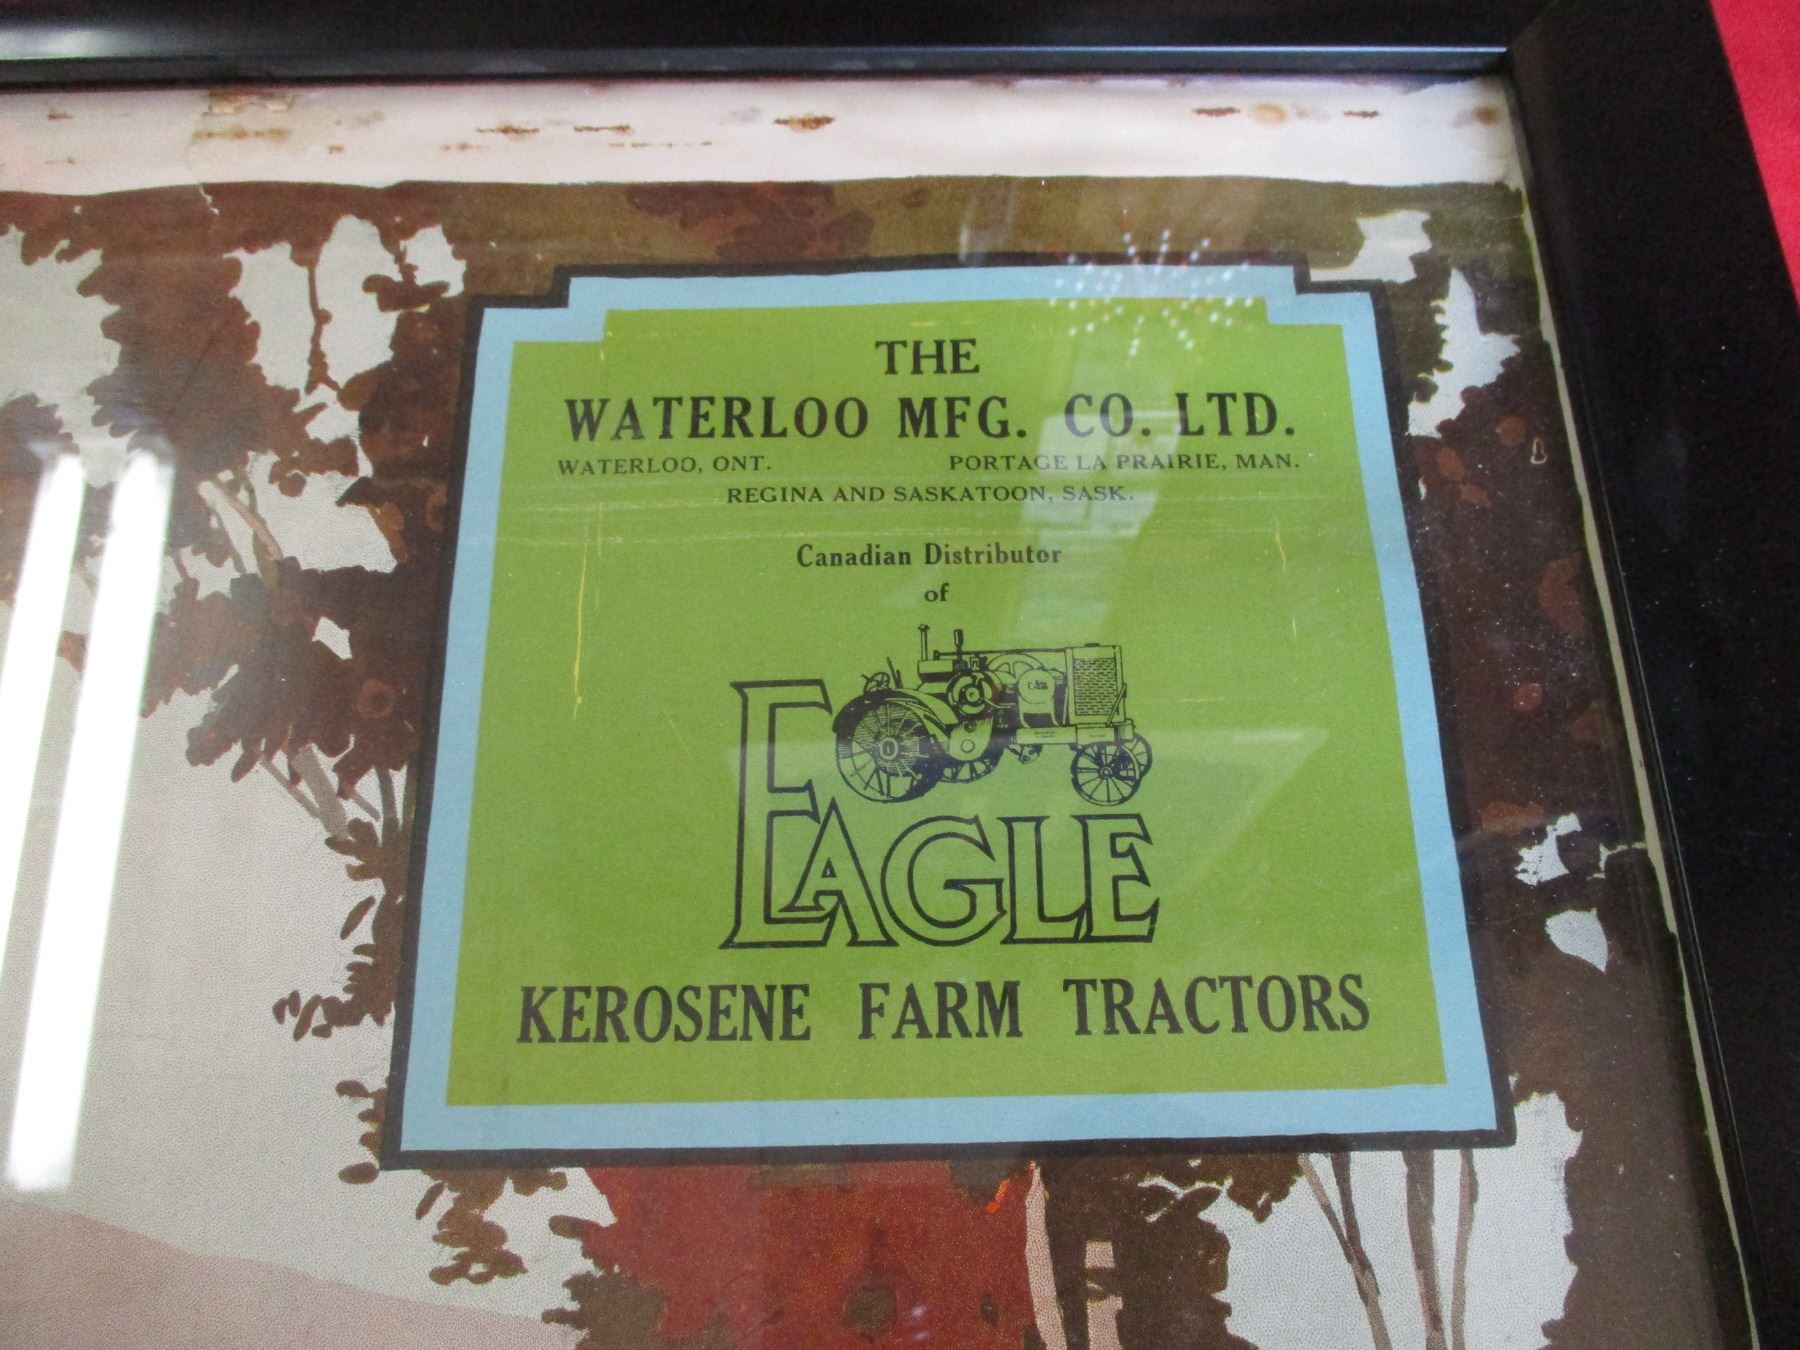 THE
WATERLOO MFG. CO. LTD.
WATERLOO, ONT. PORTAGE LA PRAIRIE, MAN.
REGINA AND SASKATOON, SASK.
Canadian Distributor
of
EAGLE
KEROSENE FARM TRACTORS